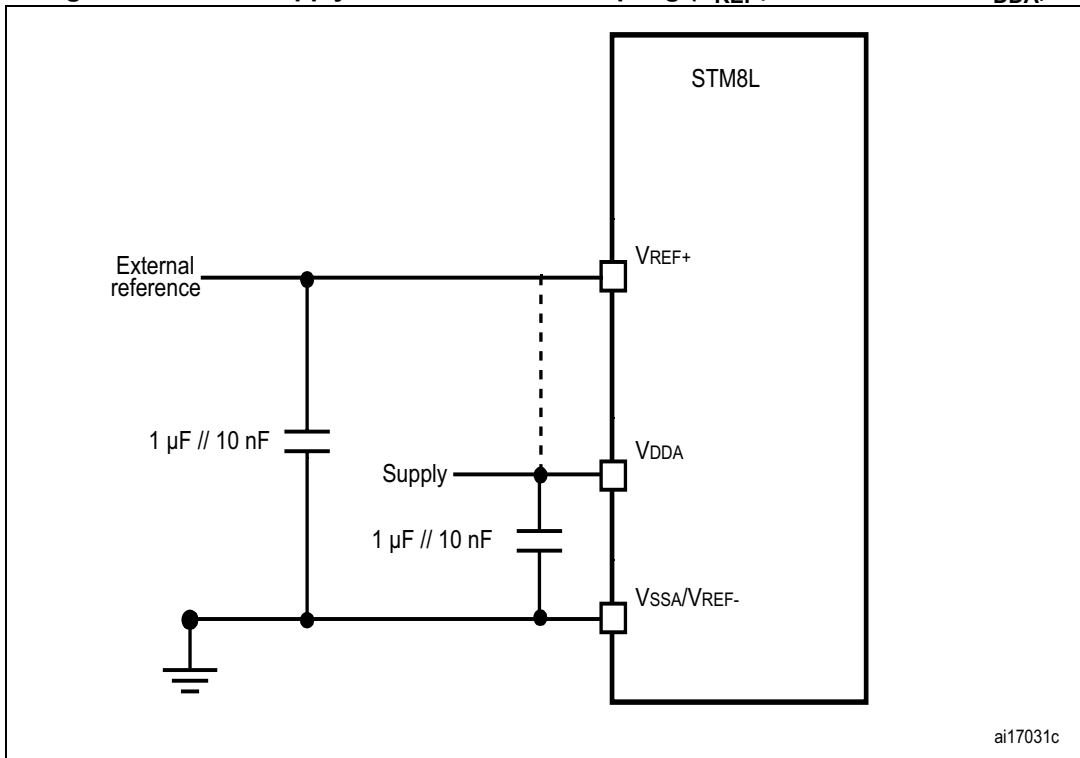 STM8L
VREF+
External
reference
1 µF // 10 nF
VDDA
Supply
1 µF // 10 nF
VSSA/VREF-
ai17031c